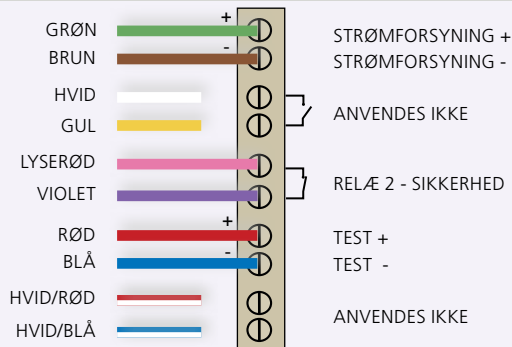 GRØN + STRØMFORSYNING +
BRUN - STRØMFORSYNING -
HVID
GUL
ANVENDES IKKE
LYSERØD
VIOLET
RELÆ 2 - SIKKERHED
RØD + TEST +
BLÅ - TEST -
HVID/RØD
HVID/BLÅ
ANVENDES IKKE